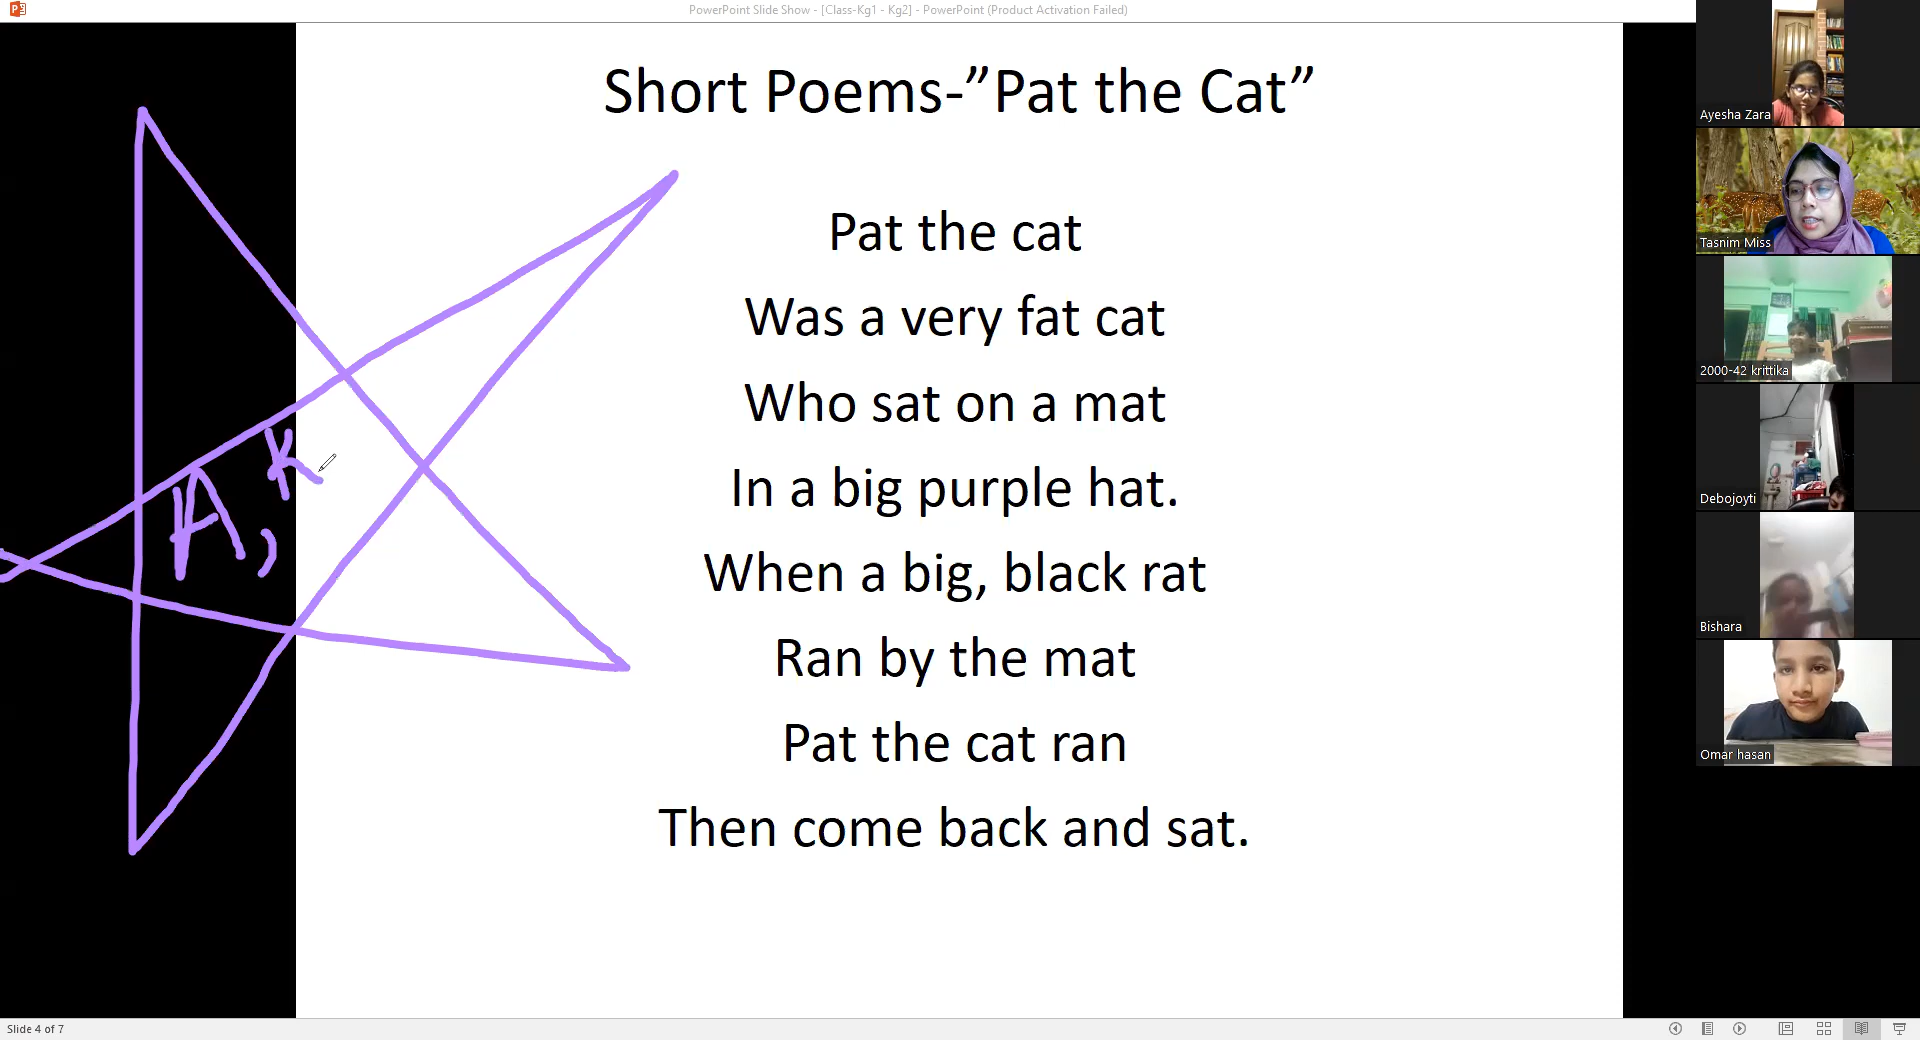 PowerPoint Slide Show - [Class-Kg1 - Kg2] - PowerPoint (Product Activation Failed)
Short Poems-”Pat the Cat”
Pat the cat
Was a very fat cat
Who sat on a mat
In a big purple hat.
When a big, black rat
Ran by the mat
Pat the cat ran
Then come back and sat.
A, K
Ayesha Zara
Tasnim Miss
2000-42 krittika
Debojoyti
Bishara
Omar hasan
Slide 4 of 7